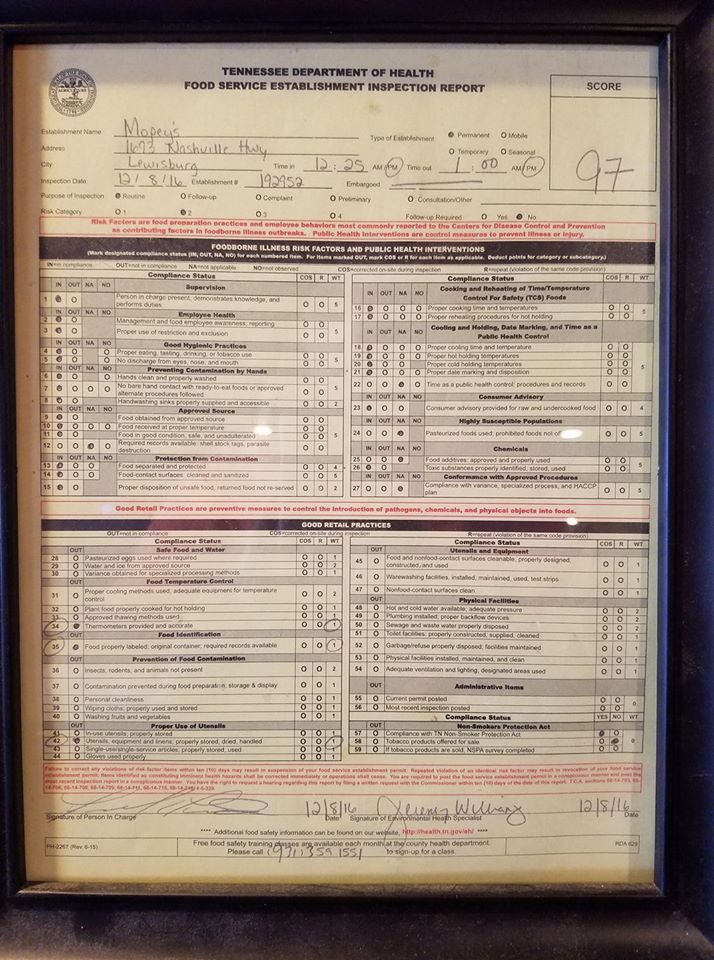 TENNESSEE DEPARTMENT OF HEALTH
FOOD SERVICE ESTABLISHMENT INSPECTION REPORT
SCORE
97
Establishment Name Mopey's
Type of Establishment Permanent O Mobile
O Temporary O Seasonal
Address 1693 Nashville Hwy
City Lewisburg Time in 12:25 AM / PM Time out 1:00 AM / PM
Inspection Date 12/8/16 Establishment # 192952 Embargoed
Purpose of Inspection Routine O Follow-up O Complaint O Preliminary O Consultation/Other
Risk Category O 1 2 O 3 O 4 Follow-up Required O Yes No
Risk Factors are food preparation practices and employee behaviors most commonly reported to the Centers for Disease Control and Prevention
as contributing factors in foodborne illness outbreaks. Public Health Interventions are control measures to prevent illness or injury.
FOODBORNE ILLNESS RISK FACTORS AND PUBLIC HEALTH INTERVENTIONS
(Mark designated compliance status (IN, OUT, NA, NO) for each numbered item. For items marked OUT, mark COS or R for each item as applicable. Deduct points for category or subcategory.)
IN=in compliance OUT=not in compliance NA=not applicable NO=not observed COS=corrected on-site during inspection R=repeat (violation of the same code provision)
Compliance Status COS R WT
IN OUT NA NO Supervision
1 Person in charge present, demonstrates knowledge, and performs duties 5
IN OUT NA NO Employee Health
2 Management and food employee awareness; reporting
3 Proper use of restriction and exclusion 5
IN OUT NA NO Good Hygienic Practices
4 Proper eating, tasting, drinking, or tobacco use
5 No discharge from eyes, nose, and mouth 5
IN OUT NA NO Preventing Contamination by Hands
6 Hands clean and properly washed
7 No bare hand contact with ready-to-eat foods or approved alternate procedures followed 5
8 Handwashing sinks properly supplied and accessible 2
IN OUT NA NO Approved Source
9 Food obtained from approved source
10 Food received at proper temperature
11 Food in good condition, safe, and unadulterated 5
12 Required records available: shell stock tags, parasite destruction
IN OUT NA NO Protection from Contamination
13 Food separated and protected 4
14 Food-contact surfaces: cleaned and sanitized 5
15 Proper disposition of unsafe food, returned food not re-served 2
Compliance Status COS R WT
IN OUT NA NO Cooking and Reheating of Time/Temperature Control For Safety (TCS) Foods
16 Proper cooking time and temperatures 5
17 Proper reheating procedures for hot holding
IN OUT NA NO Cooling and Holding, Date Marking, and Time as a Public Health Control
18 Proper cooling time and temperature
19 Proper hot holding temperatures
20 Proper cold holding temperatures 5
21 Proper date marking and disposition
22 Time as a public health control: procedures and records
IN OUT NA NO Consumer Advisory
23 Consumer advisory provided for raw and undercooked food 4
IN OUT NA NO Highly Susceptible Populations
24 Pasteurized foods used; prohibited foods not of 5
IN OUT NA NO Chemicals
25 Food additives: approved and properly used 5
26 Toxic substances properly identified, stored, used
IN OUT NA NO Conformance with Approved Procedures
27 Compliance with variance, specialized process, and HACCP plan 5
Good Retail Practices are preventive measures to control the introduction of pathogens, chemicals, and physical objects into foods.
GOOD RETAIL PRACTICES
OUT=not in compliance COS=corrected on-site during inspection R=repeat (violation of the same code provision)
Compliance Status COS R WT
OUT Safe Food and Water
28 Pasteurized eggs used where required 1
29 Water and ice from approved source 2
30 Variance obtained for specialized processing methods 1
OUT Food Temperature Control
31 Proper cooling methods used; adequate equipment for temperature control 2
32 Plant food properly cooked for hot holding 1
33 Approved thawing methods used 1
34 Thermometers provided and accurate 1
OUT Food Identification
35 Food properly labeled; original container; required records available 1
OUT Prevention of Food Contamination
36 Insects, rodents, and animals not present 2
37 Contamination prevented during food preparation, storage & display 1
38 Personal cleanliness 1
39 Wiping cloths; properly used and stored 1
40 Washing fruits and vegetables 1
OUT Proper Use of Utensils
41 In-use utensils; properly stored 1
42 Utensils, equipment and linens; properly stored, dried, handled 1
43 Single-use/single-service articles; properly stored, used 1
44 Gloves used properly 1
Compliance Status COS R WT
OUT Utensils and Equipment
45 Food and nonfood-contact surfaces cleanable, properly designed, constructed, and used 1
46 Warewashing facilities, installed, maintained, used, test strips 1
47 Nonfood-contact surfaces clean 1
OUT Physical Facilities
48 Hot and cold water available; adequate pressure 2
49 Plumbing installed; proper backflow devices 2
50 Sewage and waste water properly disposed 2
51 Toilet facilities: properly constructed, supplied, cleaned 1
52 Garbage/refuse properly disposed; facilities maintained 1
53 Physical facilities installed, maintained, and clean 1
54 Adequate ventilation and lighting; designated areas used 1
OUT Administrative Items
55 Current permit posted 0
56 Most recent inspection posted
Compliance Status YES NO WT
Non-Smokers Protection Act
57 Compliance with TN Non-Smoker Protection Act
58 Tobacco products offered for sale 0
59 If tobacco products are sold, NSPA survey completed
Failure to correct any violations of risk factor items within ten (10) days may result in suspension of your food service establishment permit. Repeated violation of an identical risk factor may result in revocation of your food service
establishment permit. Items identified as constituting imminent health hazards shall be corrected immediately or operations shall cease. You are required to post the food service establishment permit in a conspicuous manner and post the
most recent inspection report in a conspicuous manner. You have the right to request a hearing regarding this report by filing a written request with the Commissioner within ten (10) days of the date of this report.
12/8/16 Jeremy Williams 12/8/16
Signature of Person In Charge Date Signature of Environmental Health Specialist Date
**** Additional food safety information can be found on our website, http://health.tn.gov/eh/ ****
PH-2267 (Rev. 6-15) Free food safety training classes are available each month at the county health department. RDA 629
Please call (931) 359 1551 to sign-up for a class.